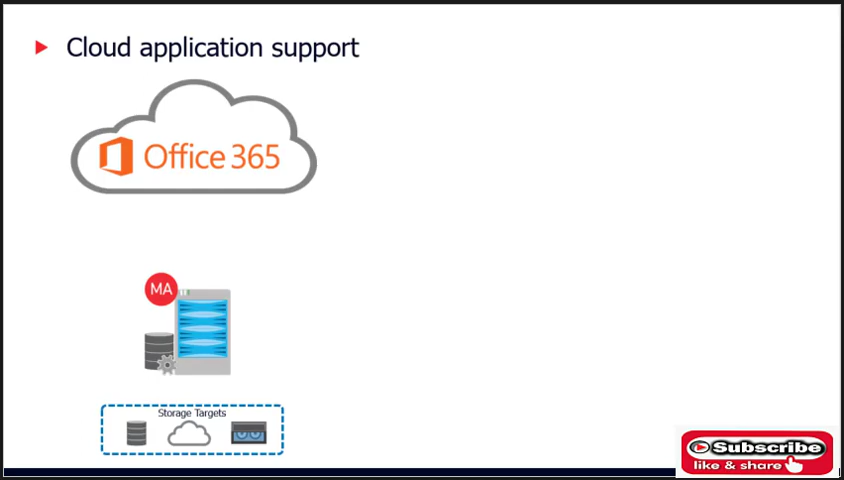 Cloud application support
Office 365
MA
Storage Targets
Subscribe
like & share